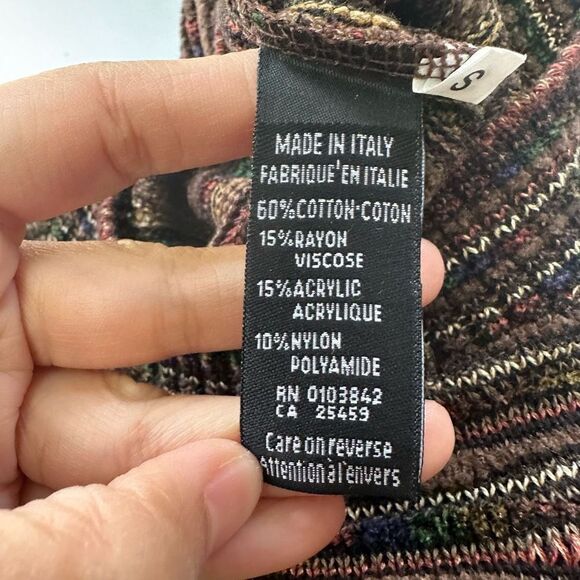 S
MADE IN ITALY
FABRIQUE'EN ITALIE
60%COTTON-COTON
15%RAYON
VISCOSE
15%ACRYLIC
ACRYLIQUE
10%NYLON
POLYAMIDE
RN 0103842
CA 25459
Care on reverse
Attention à l'envers